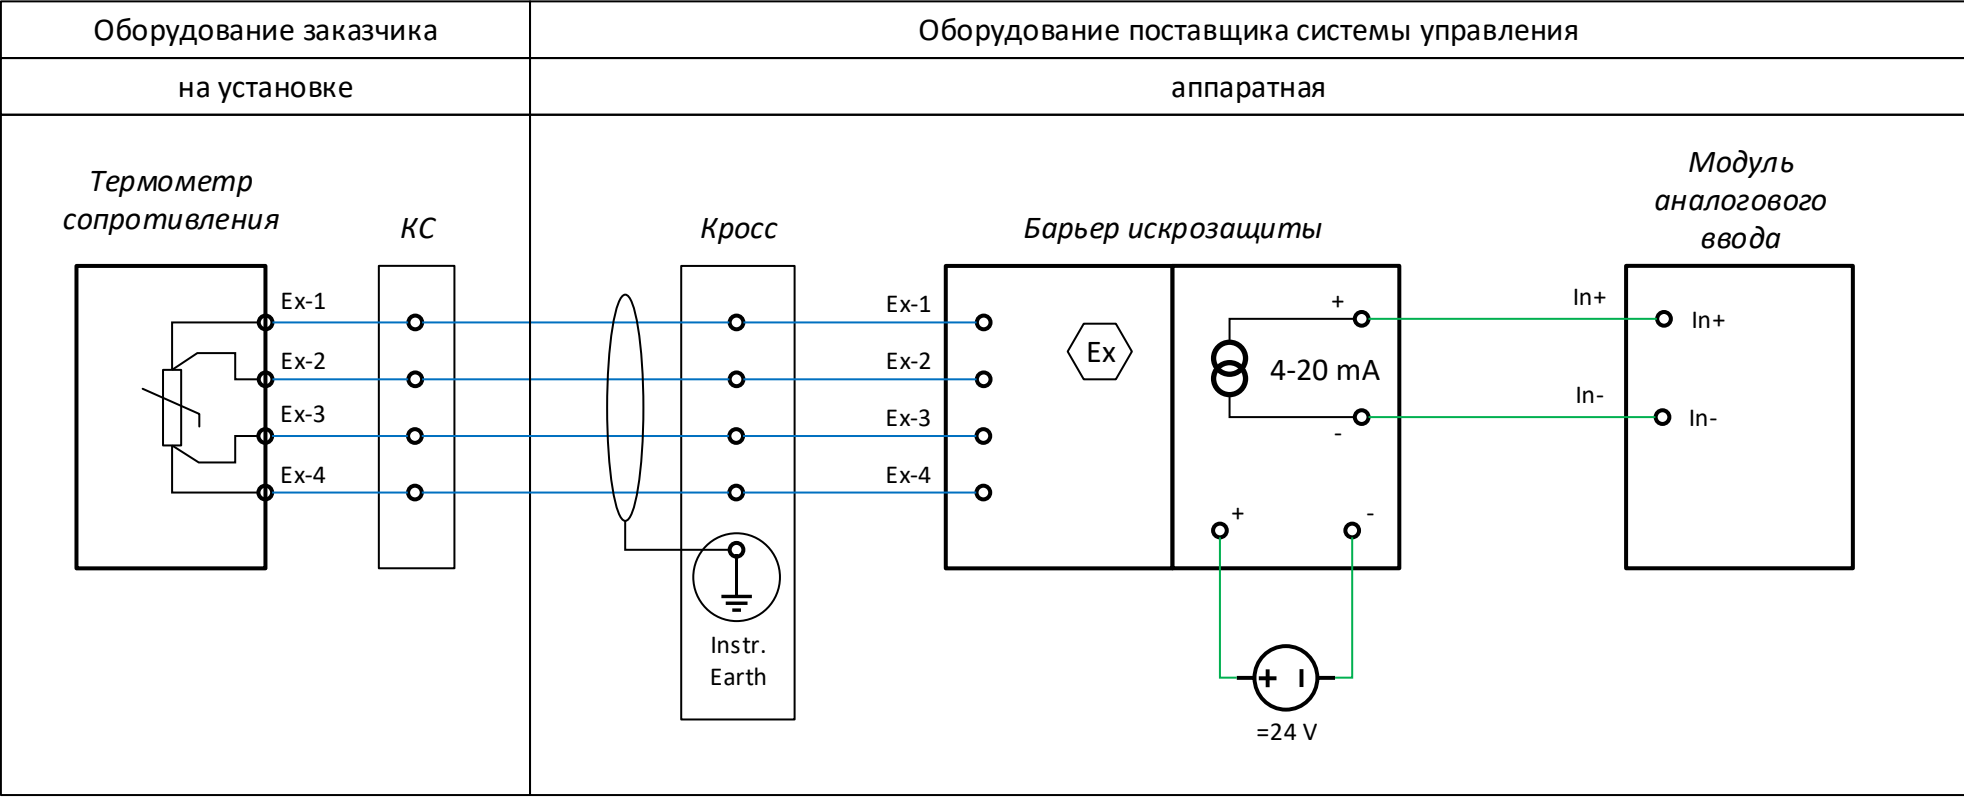 Оборудование заказчика
Оборудование поставщика системы управления
на установке
аппаратная
Термометр
сопротивления
КС
Кросс
Барьер искрозащиты
Модуль
аналогового
ввода
Ex-1
Ex-2
Ex-3
Ex-4
Ex-1
Ex-2
Ex-3
Ex-4
Ex
+
4-20 mA
-
+
-
In+
In-
In+
In-
Instr.
Earth
=24 V